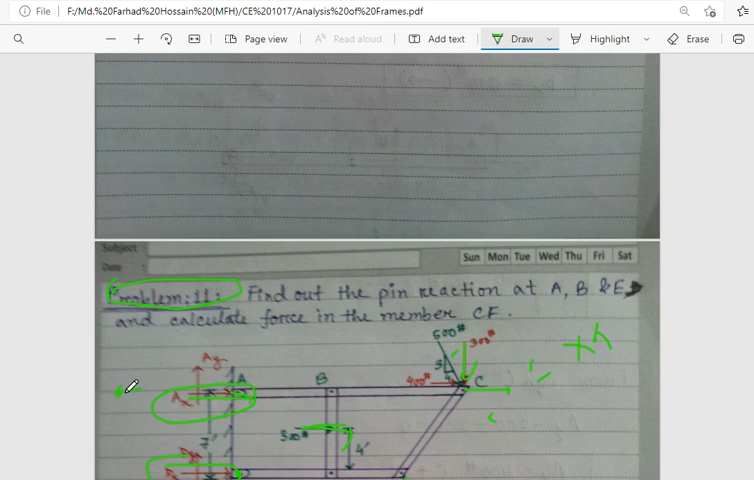 File F:/Md.%20Farhad%20Hossain%20(MFH)/CE%201017/Analysis%20of%20Frames.pdf
Page view
Read aloud
Add text
Draw
Highlight
Erase
Subject
Date :
Sun Mon Tue Wed Thu Fri Sat
Problem: 11: Find out the pin reaction at A, B & E
and calculate force in the member CF.
500#
300#
Ay
A
B
3
400#
C
Ax
7'
300#
4'